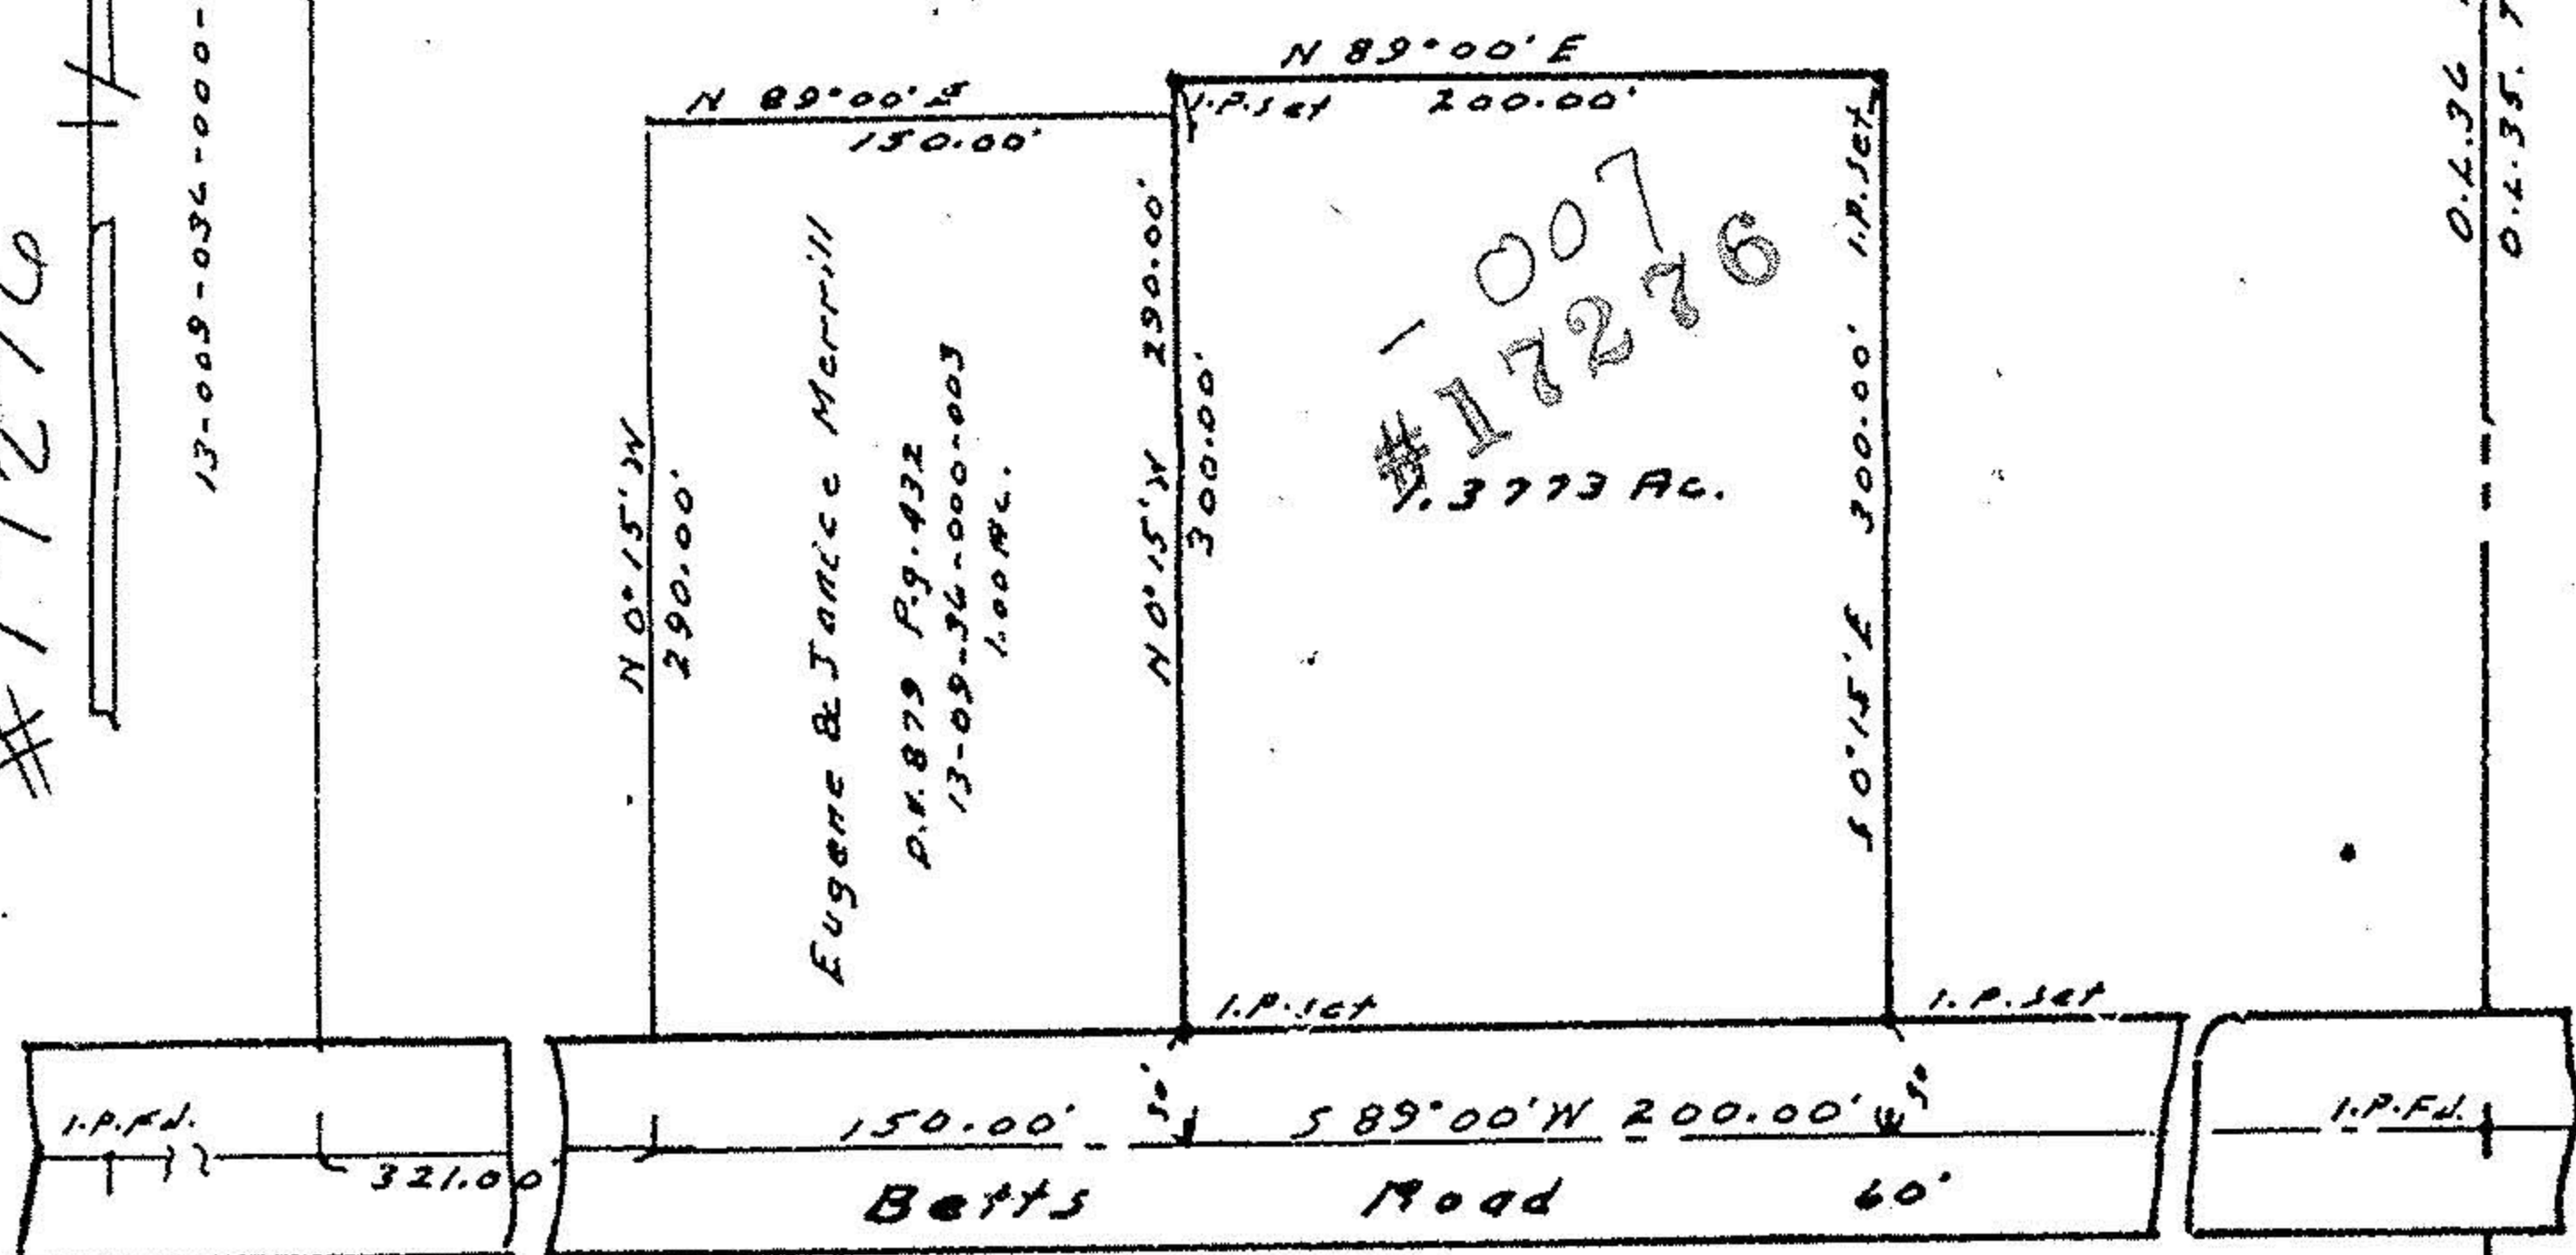 13-009-036-000-
N 89°00' E
200.00'
I.P.set
I.P.set
N 89°00' E
150.00'
N 0°15' W
290.00'
Eugene & Janice Merrill
D.V. 879 Pg. 432
13-09-36-000-003
1.00 Ac.
N 0°15' W 290.00'
300.00'
- 007
#17276
1.3773 Ac.
S 0°15' E 300.00'
O.L.36
O.L.35
I.P.set
I.P.set
I.P.Fd.
321.00'
150.00'
S 89°00' W 200.00'
I.P.Fd.
Betts Road 60'